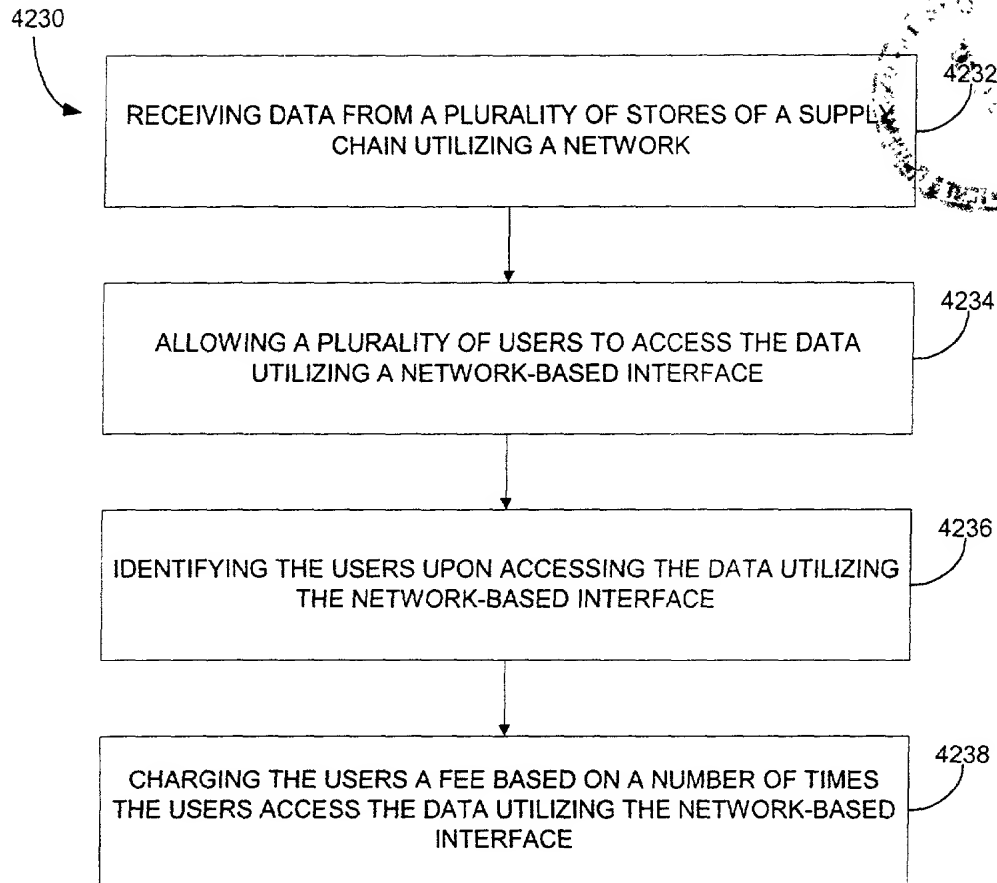 4230
4232
RECEIVING DATA FROM A PLURALITY OF STORES OF A SUPPLY
CHAIN UTILIZING A NETWORK
4234
ALLOWING A PLURALITY OF USERS TO ACCESS THE DATA
UTILIZING A NETWORK-BASED INTERFACE
4236
IDENTIFYING THE USERS UPON ACCESSING THE DATA UTILIZING
THE NETWORK-BASED INTERFACE
4238
CHARGING THE USERS A FEE BASED ON A NUMBER OF TIMES
THE USERS ACCESS THE DATA UTILIZING THE NETWORK-BASED
INTERFACE